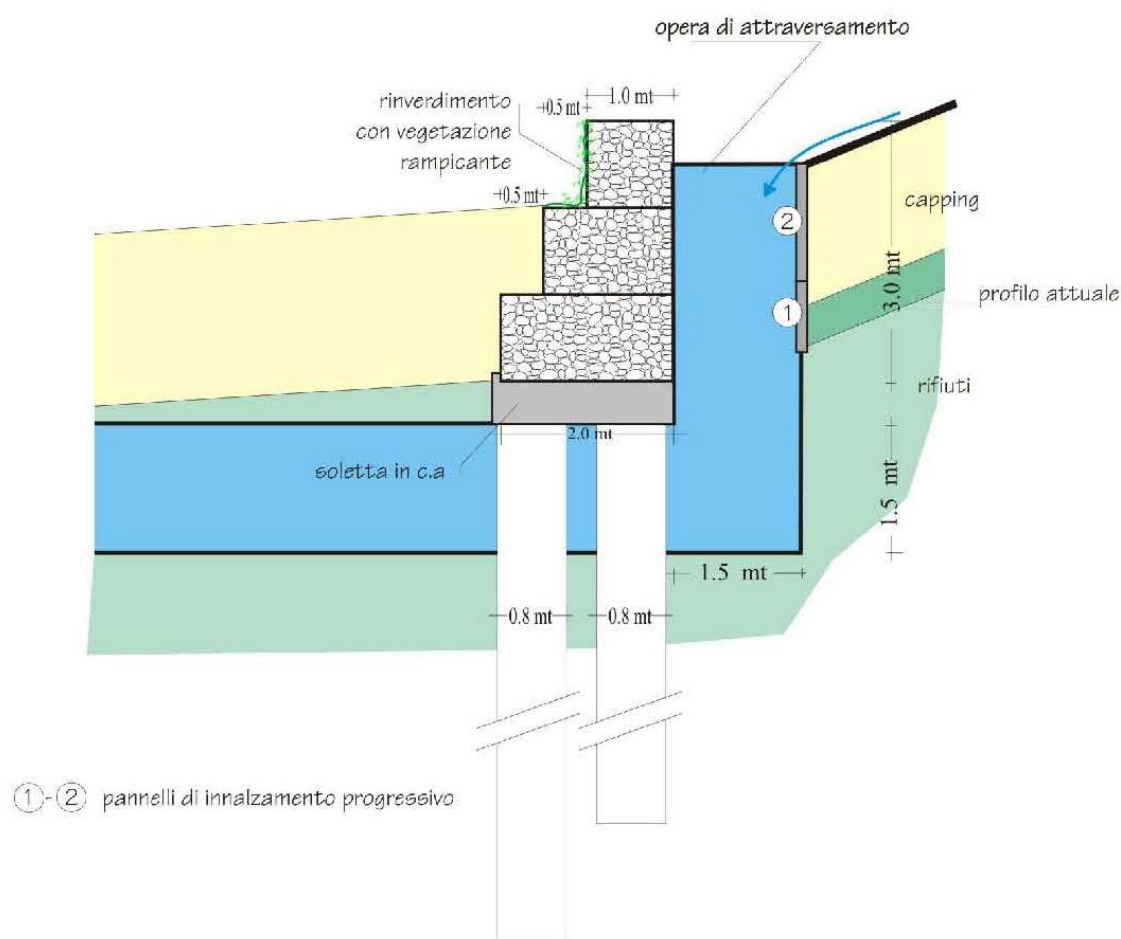 opera di attraversamento
1.0 mt
+0.5 mt+
rinverdimento
con vegetazione
rampicante
+0.5 mt
2
capping
3.0 mt
1
profilo attuale
rifiuti
2.0 mt
soletta in c.a
1.5 mt
1.5 mt
0.8 mt
0.8 mt
1-2 pannelli di innalzamento progressivo